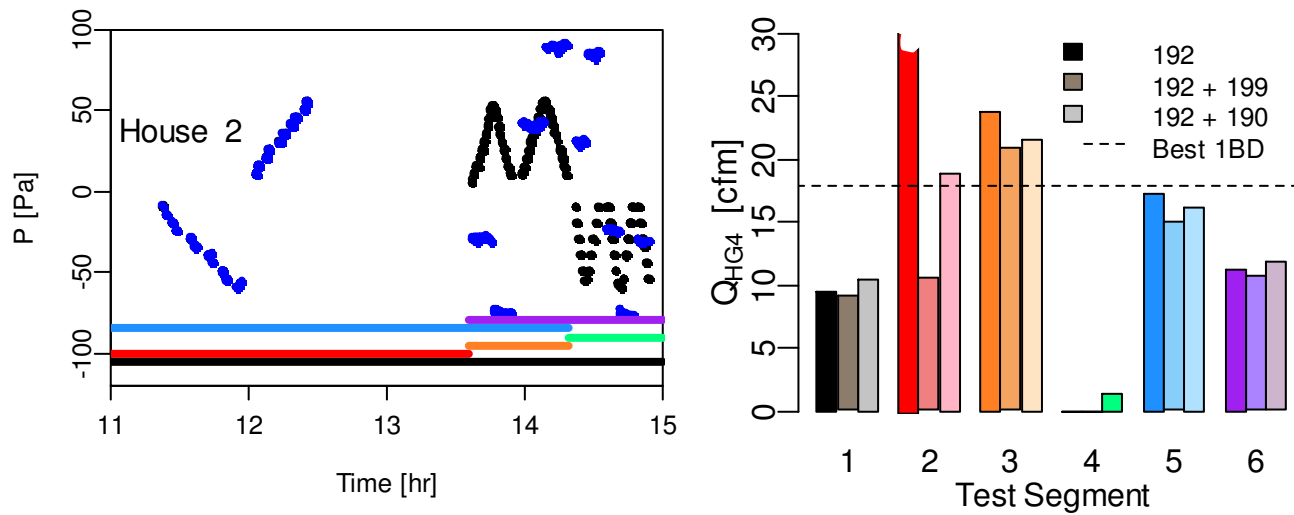 100
50
0
-50
-100
P [Pa]
House 2
11 12 13 14 15
Time [hr]
30
25
20
15
10
5
0
Q_HG4 [cfm]
192
192 + 199
192 + 190
Best 1BD
1 2 3 4 5 6
Test Segment